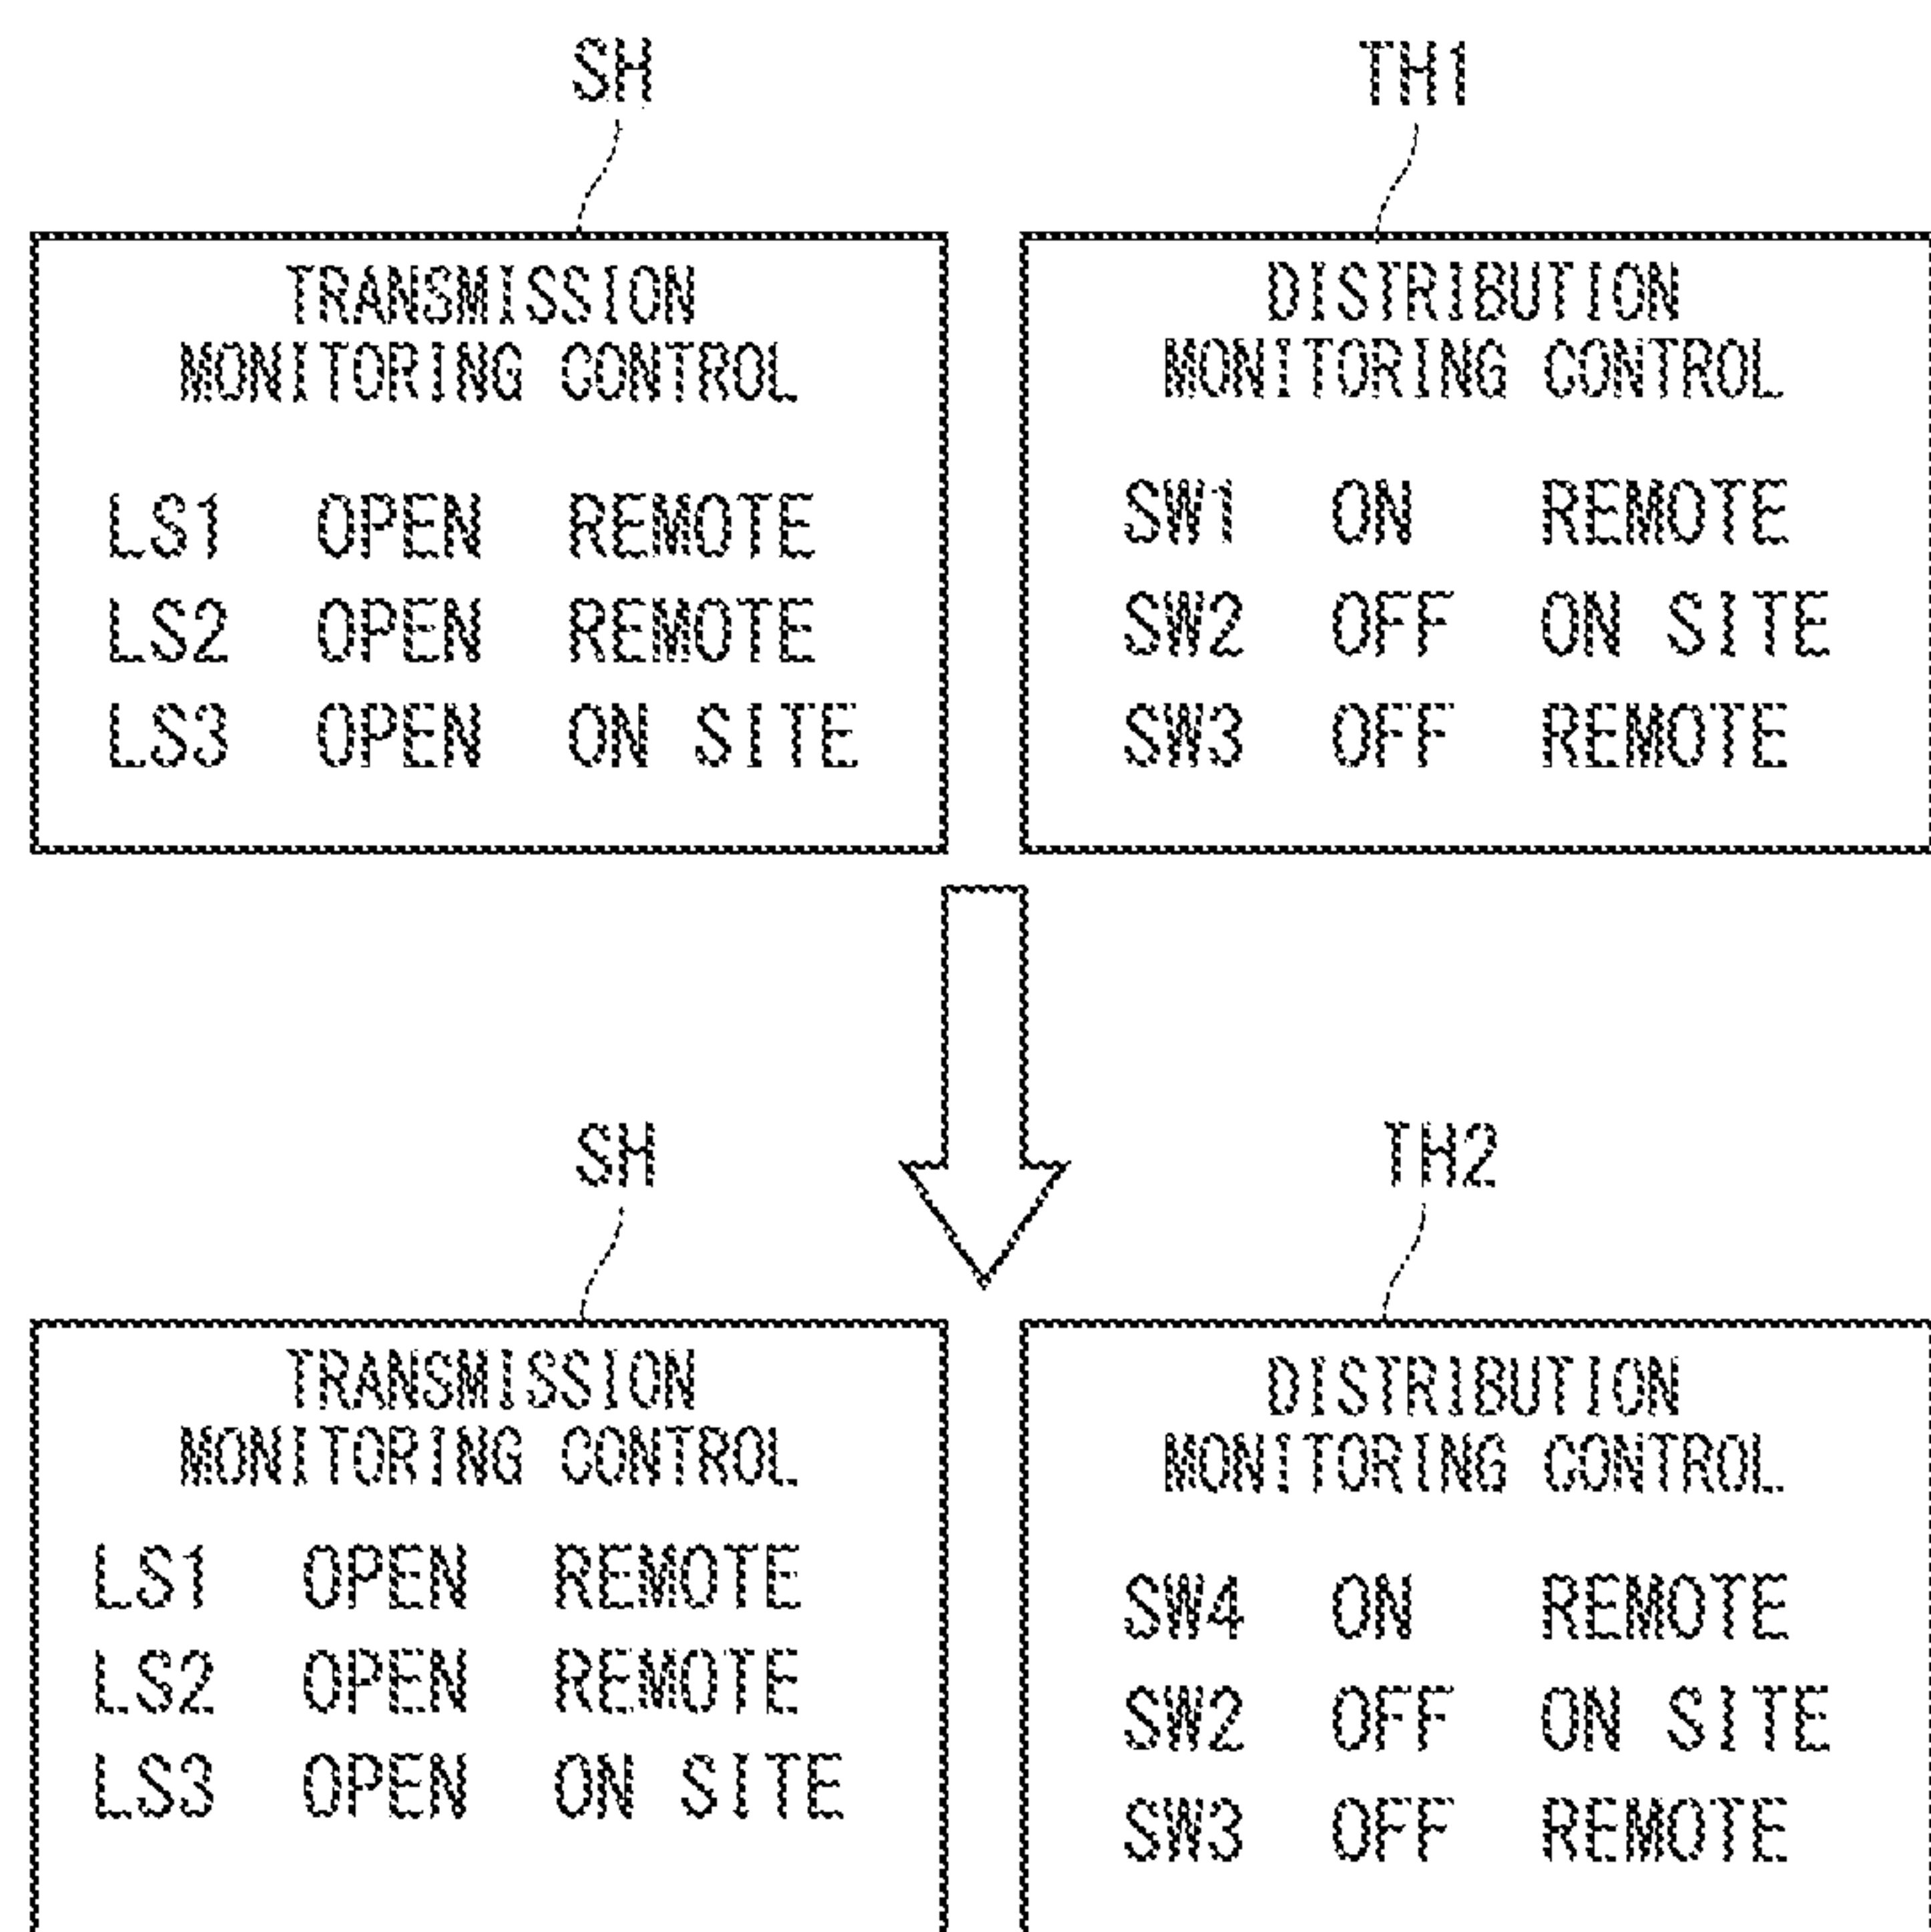 SH
TH1
TRANSMISSION
MONITORING CONTROL
LS1 OPEN REMOTE
LS2 OPEN REMOTE
LS3 OPEN ON SITE
DISTRIBUTION
MONITORING CONTROL
SW1 ON REMOTE
SW2 OFF ON SITE
SW3 OFF REMOTE
SH
TH2
TRANSMISSION
MONITORING CONTROL
LS1 OPEN REMOTE
LS2 OPEN REMOTE
LS3 OPEN ON SITE
DISTRIBUTION
MONITORING CONTROL
SW4 ON REMOTE
SW2 OFF ON SITE
SW3 OFF REMOTE